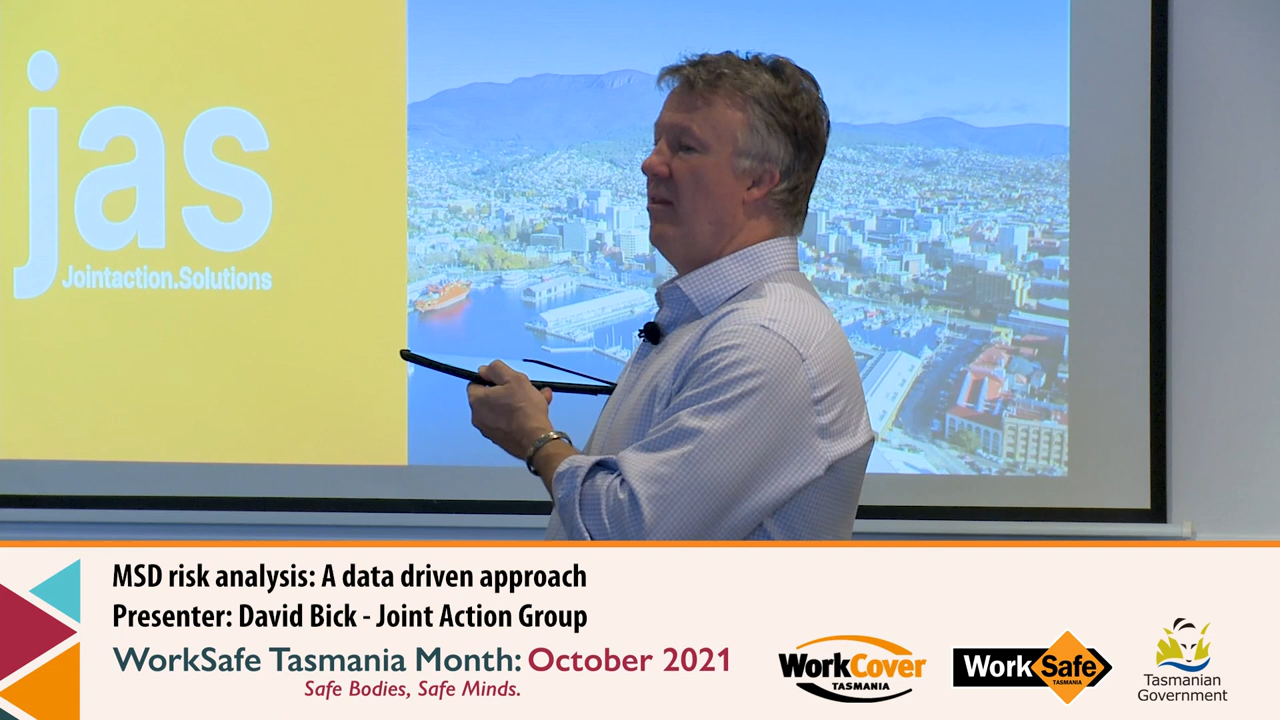 jas
Jointaction.Solutions
MSD risk analysis: A data driven approach
Presenter: David Bick - Joint Action Group
WorkSafe Tasmania Month: October 2021
Safe Bodies, Safe Minds.
WorkCover
TASMANIA
WorkSafe
TASMANIA
Tasmanian
Government